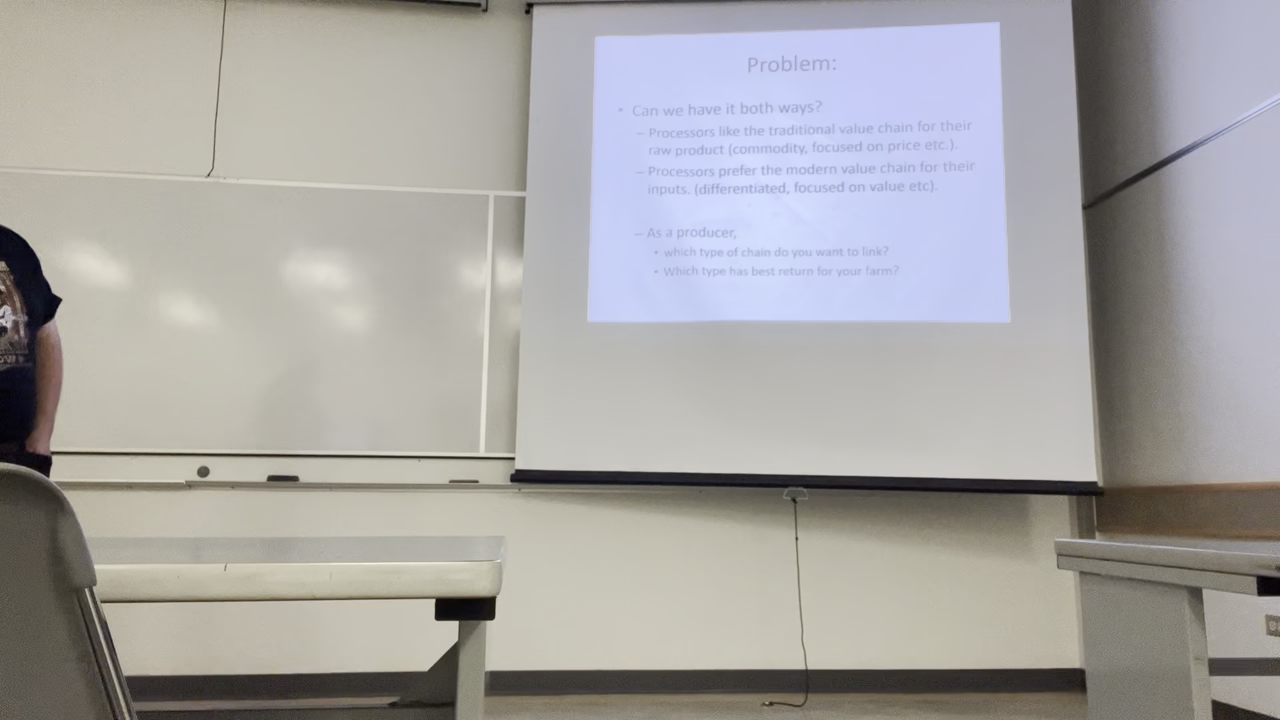 Problem:
• Can we have it both ways?
– Processors like the traditional value chain for their
raw product (commodity, focused on price etc.).
– Processors prefer the modern value chain for their
inputs. (differentiated, focused on value etc).
– As a producer,
• which type of chain do you want to link?
• Which type has best return for your farm?